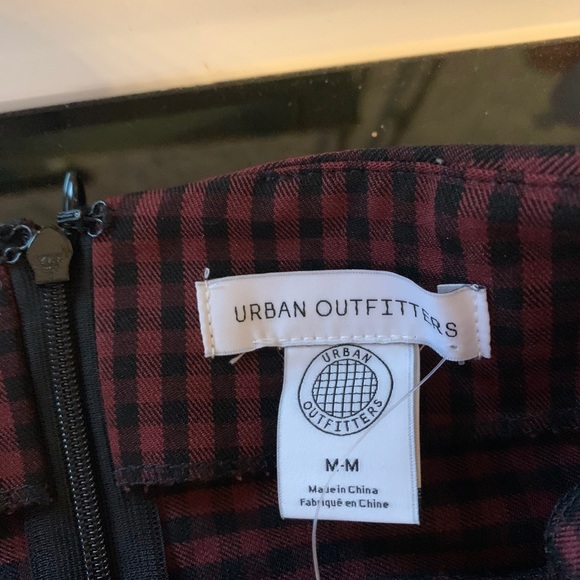 URBAN OUTFITTERS
URBAN
OUTFITTERS
M-M
Made in China
Fabriqué en Chine